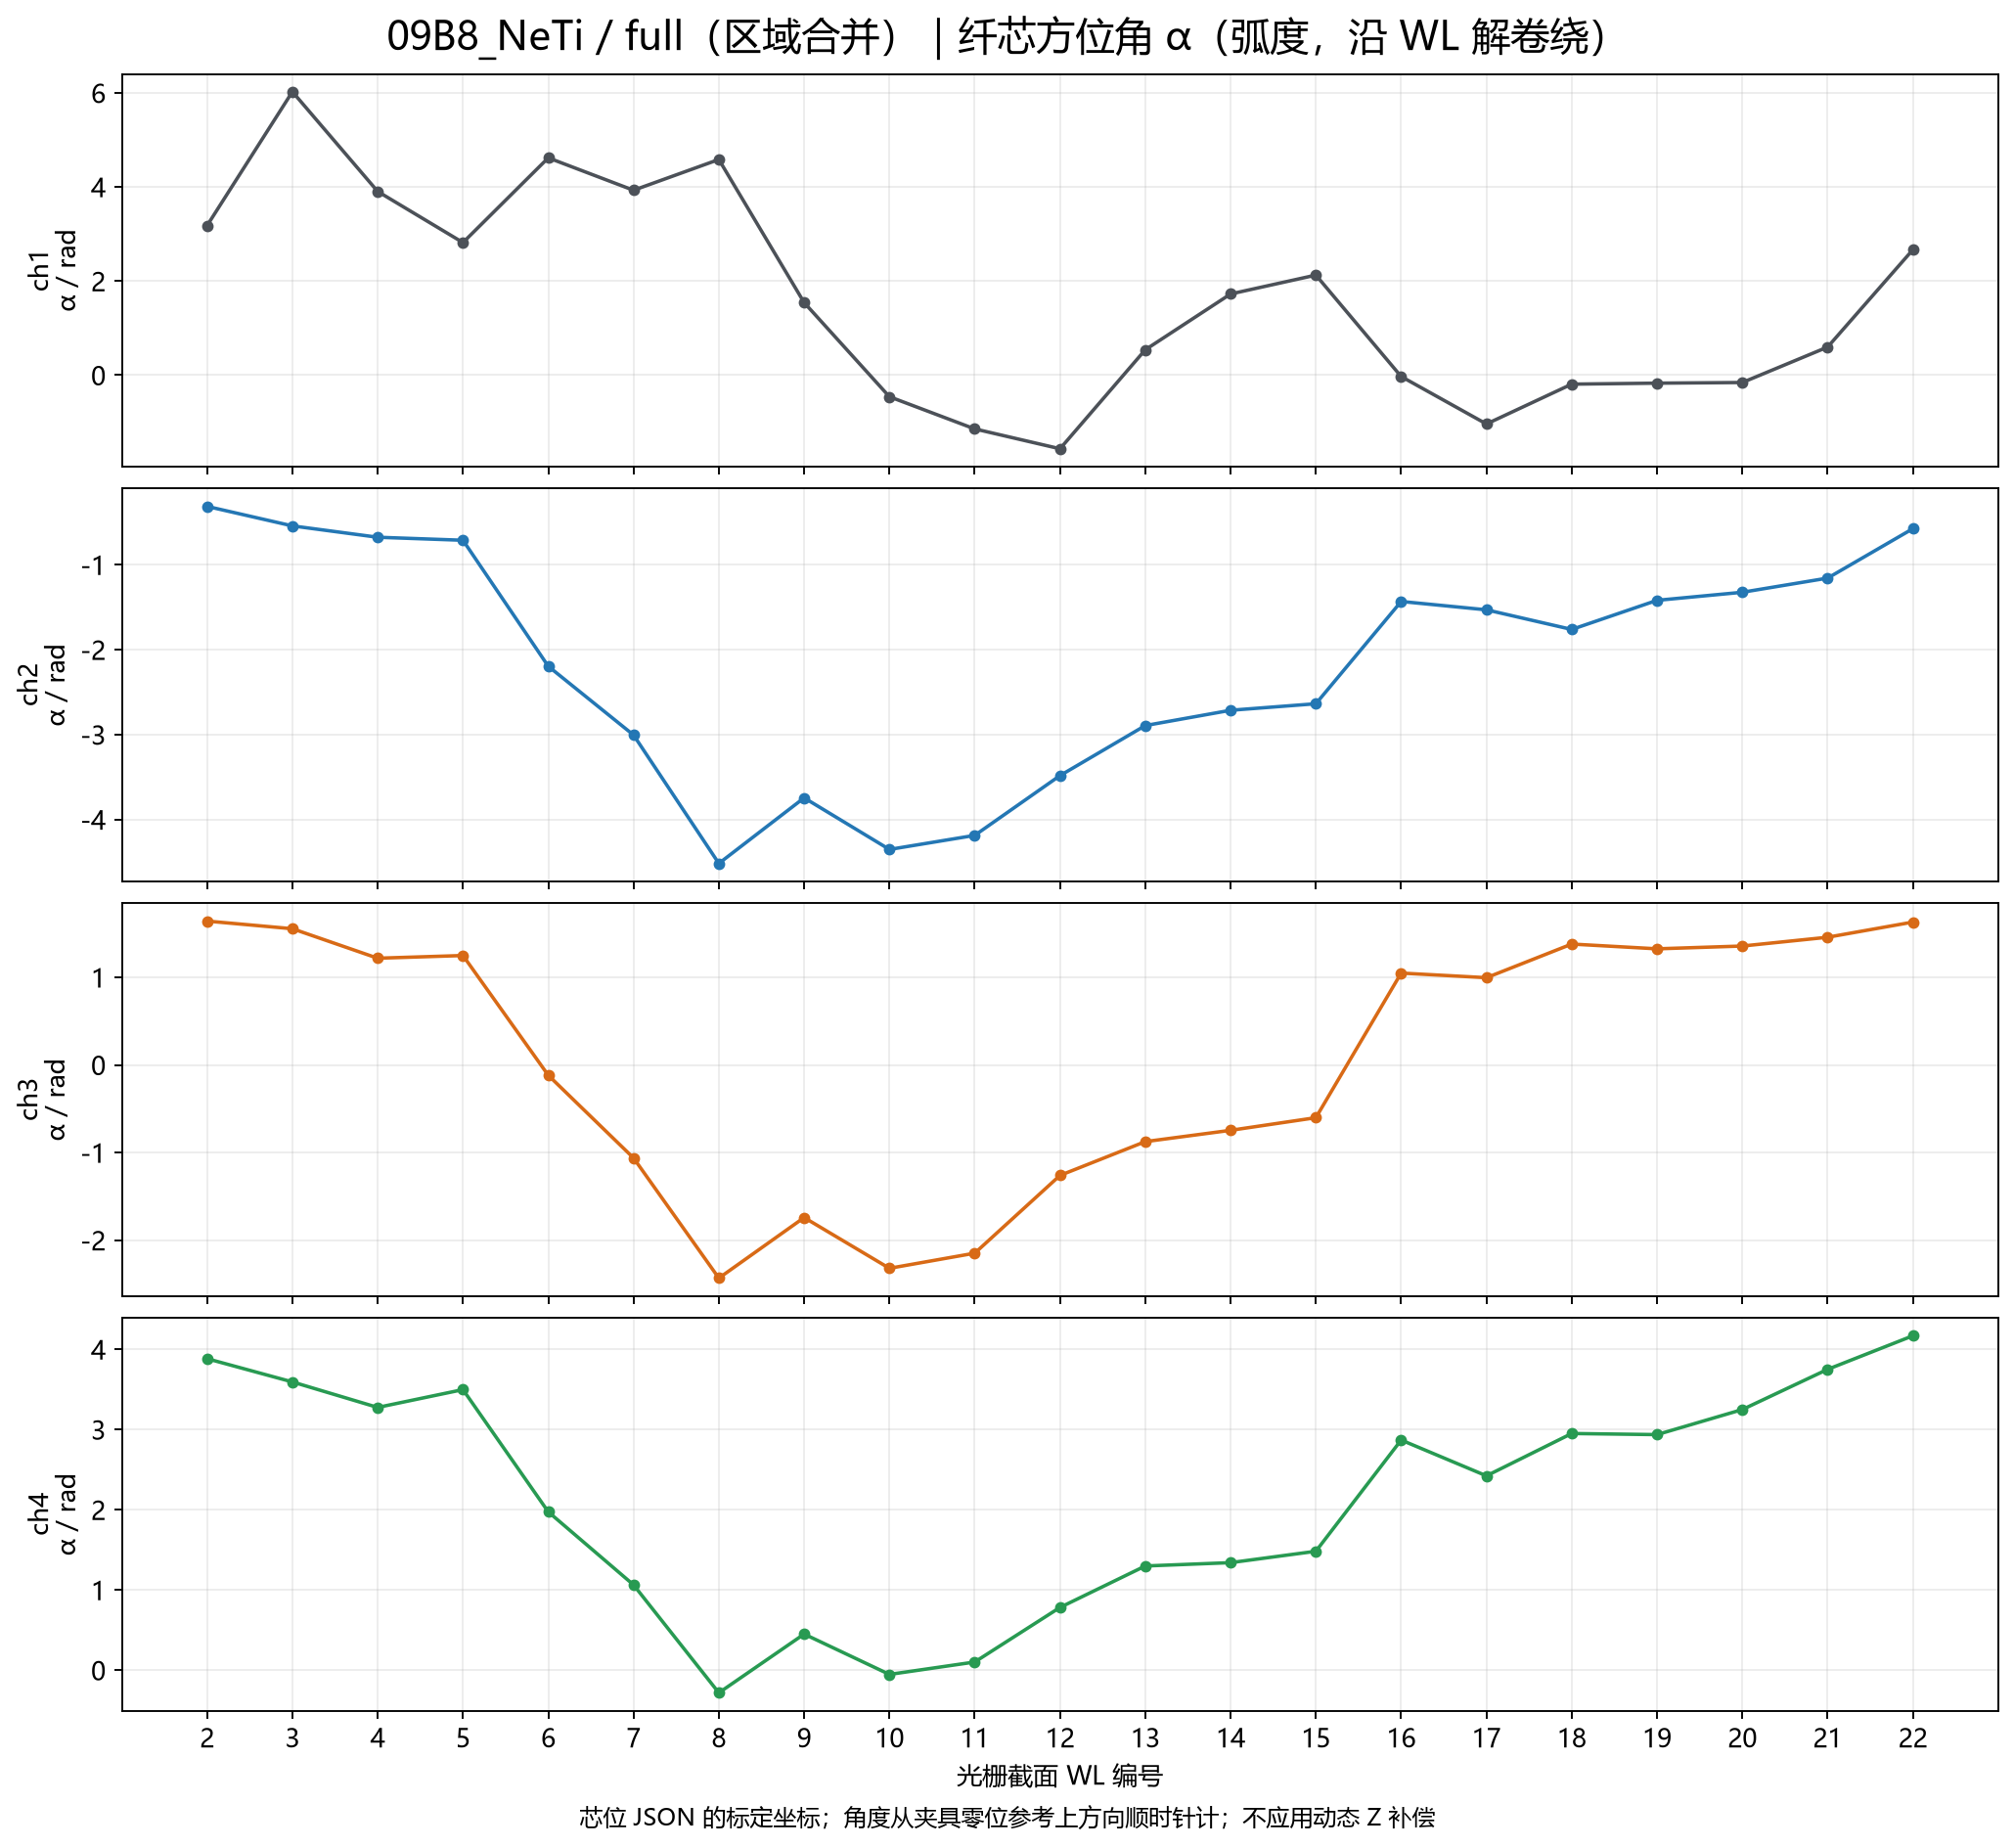 09B8_NeTi / full（区域合并） | 纤芯方位角 α（弧度，沿 WL 解卷绕）
6
4
2
0
ch1
α / rad
-1
-2
-3
-4
ch2
α / rad
1
0
-1
-2
ch3
α / rad
4
3
2
1
0
ch4
α / rad
2 3 4 5 6 7 8 9 10 11 12 13 14 15 16 17 18 19 20 21 22
光栅截面 WL 编号
芯位 JSON 的标定坐标；角度从夹具零位参考上方向顺时针计；不应用动态 Z 补偿